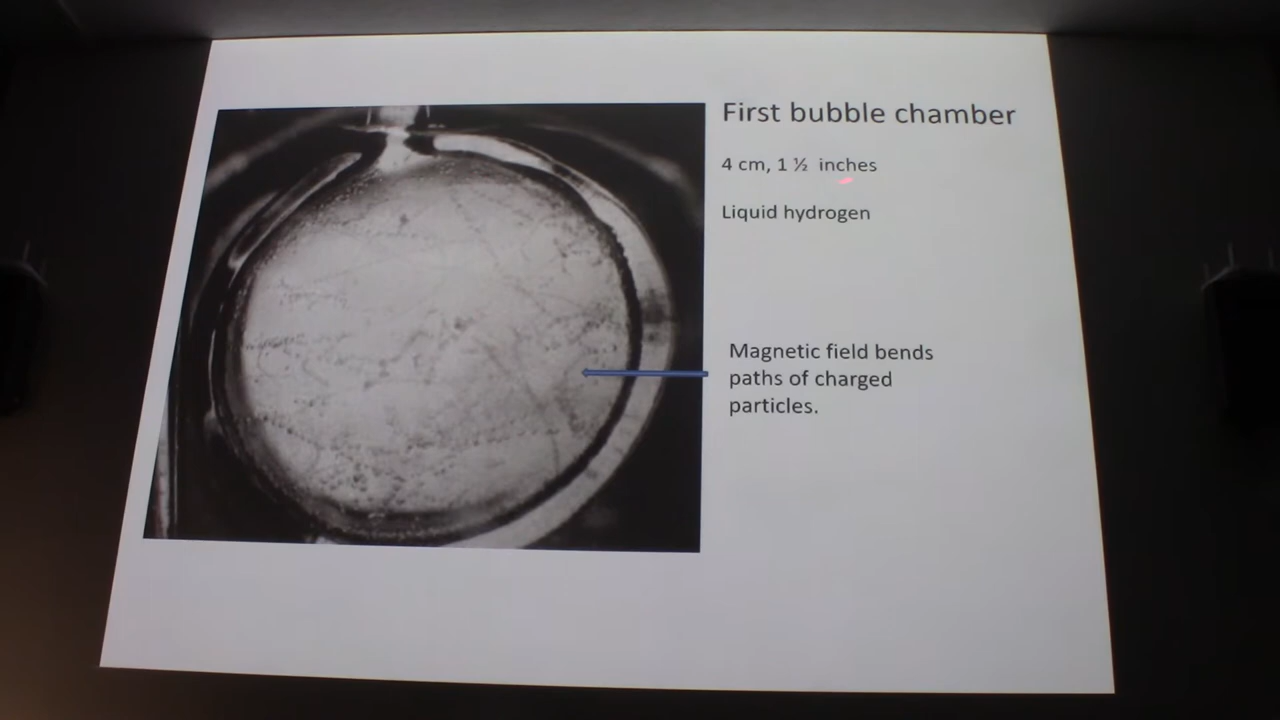 First bubble chamber
4 cm, 1 ½ inches
Liquid hydrogen
Magnetic field bends
paths of charged
particles.